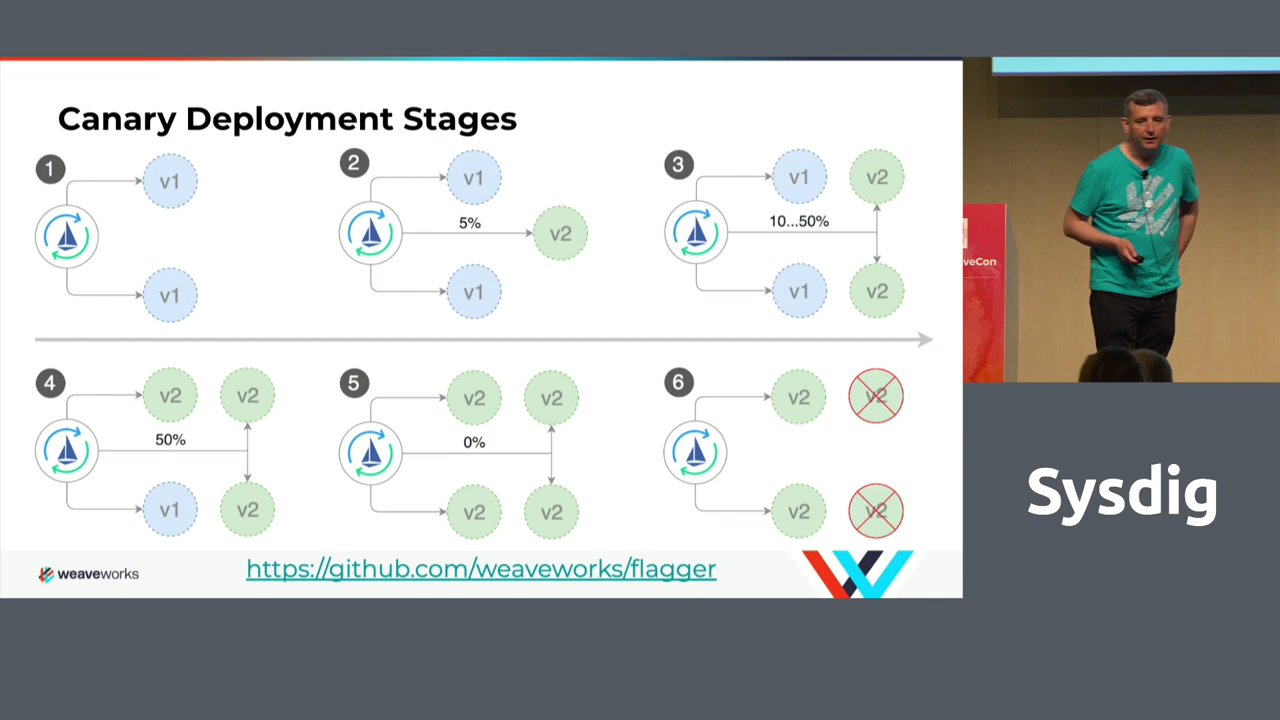 Canary Deployment Stages
1
v1
v1
2
v1
5%
v2
v1
3
v1
v2
10...50%
v1
v2
4
v2
v2
50%
v1
v2
5
v2
v2
0%
v2
v2
6
v2
v2
v2
v2
weaveworks
https://github.com/weaveworks/flagger
veCon
Sysdig